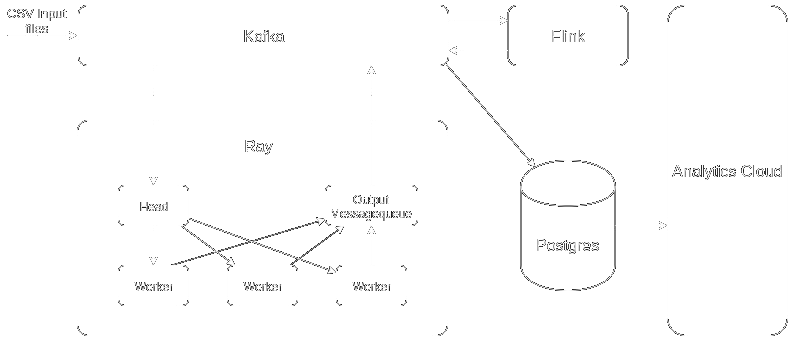 CSV Input
files
Kafka
Flink
Ray
Analytics Cloud
Head
Output
Messagequeue
Postgres
Worker
Worker
Worker